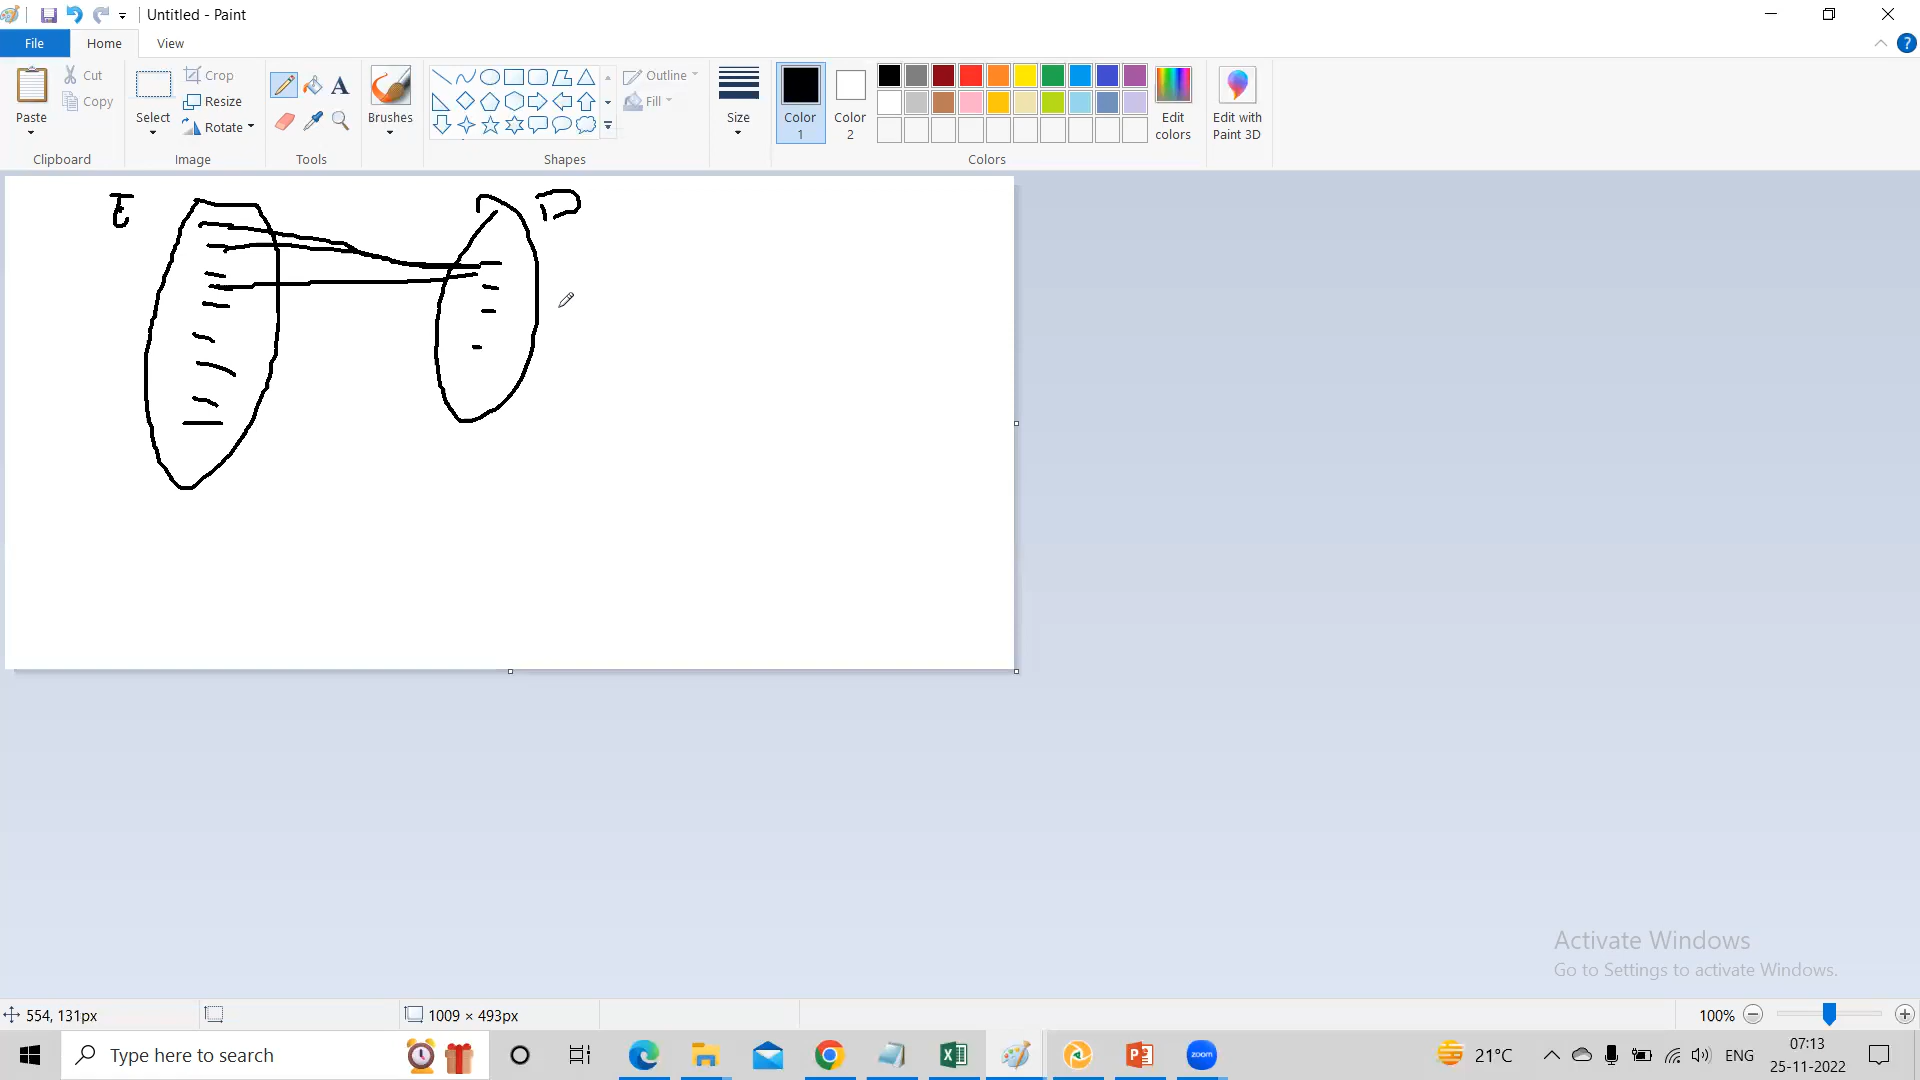 Untitled - Paint
File
Home
View
?
Paste
Cut
Copy
Clipboard
Select
Crop
Resize
Rotate
Image
A
Tools
Brushes
Outline
Fill
Shapes
Size
Color 1
Color 2
Edit colors
Edit with Paint 3D
Colors
E
D
Activate Windows
Go to Settings to activate Windows.
554, 131px
1009 × 493px
100%
Type here to search
zoom
21°C
ENG
07:13
25-11-2022